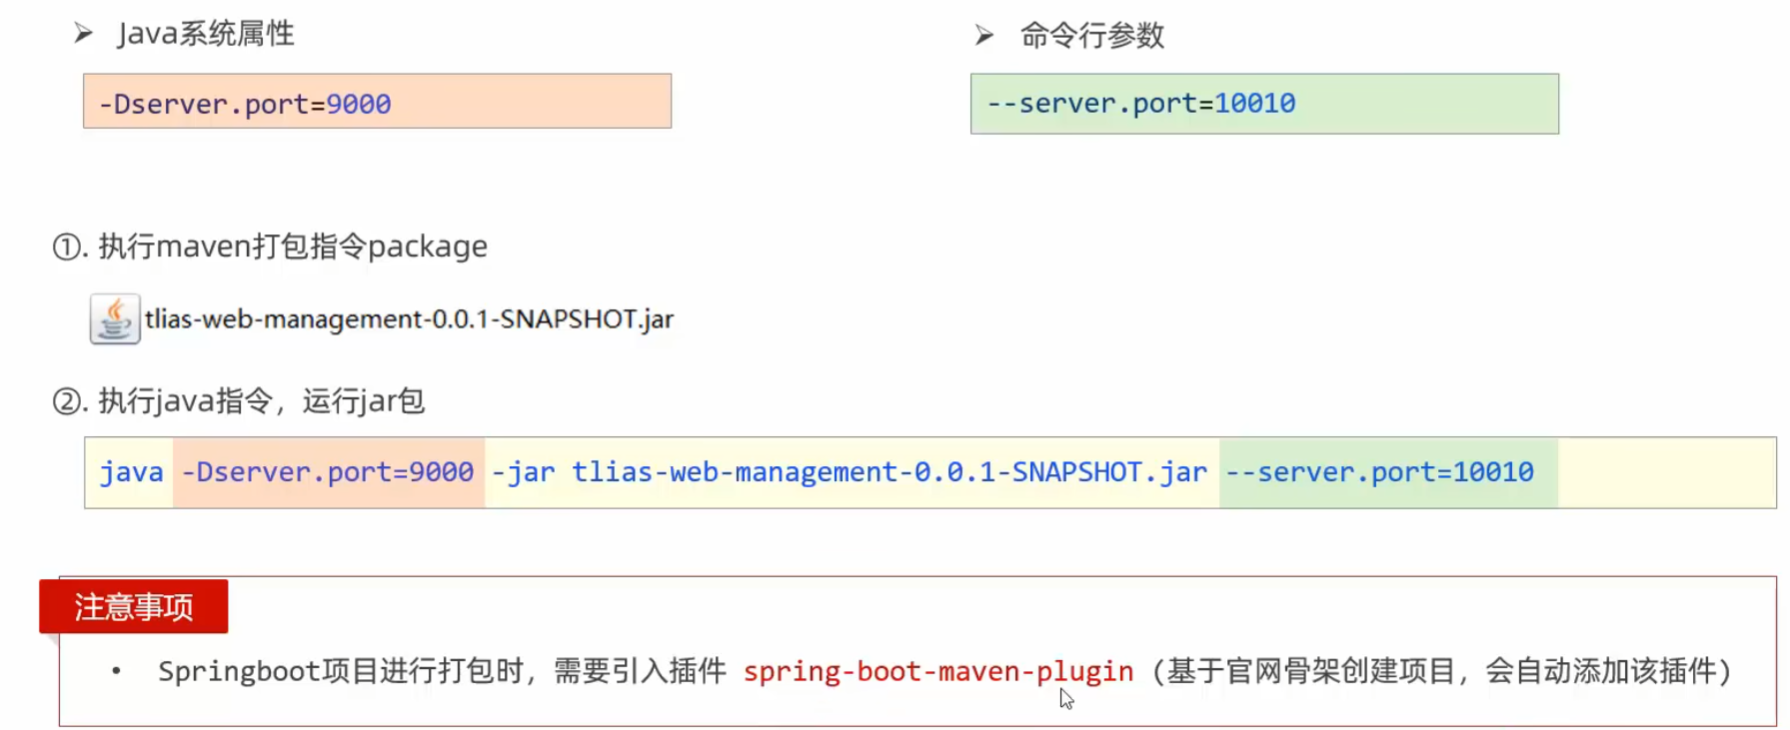 ➢ Java系统属性
-Dserver.port=9000
➢ 命令行参数
--server.port=10010
①. 执行maven打包指令package
tlias-web-management-0.0.1-SNAPSHOT.jar
②. 执行java指令，运行jar包
java -Dserver.port=9000 -jar tlias-web-management-0.0.1-SNAPSHOT.jar --server.port=10010
注意事项
• Springboot项目进行打包时，需要引入插件 spring-boot-maven-plugin（基于官网骨架创建项目，会自动添加该插件）